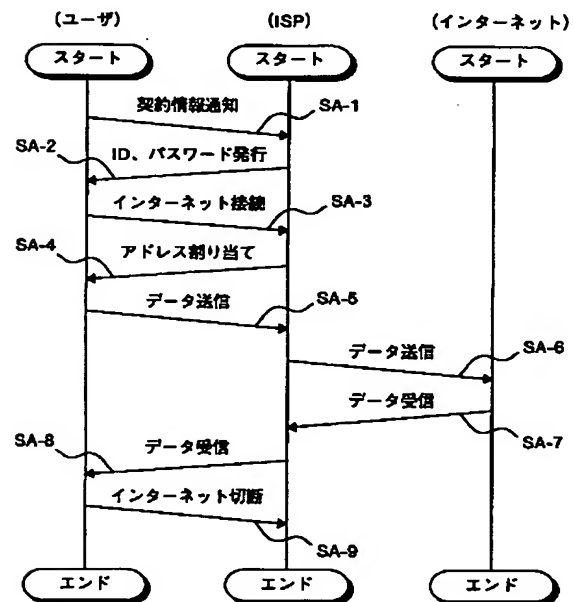 (ユーザ) (ISP) (インターネット)
スタート スタート スタート
契約情報通知 SA-1
SA-2 ID、パスワード発行
インターネット接続 SA-3
SA-4 アドレス割り当て
データ送信 SA-5
データ送信 SA-6
データ受信 SA-7
SA-8 データ受信
インターネット切断 SA-9
エンド エンド エンド